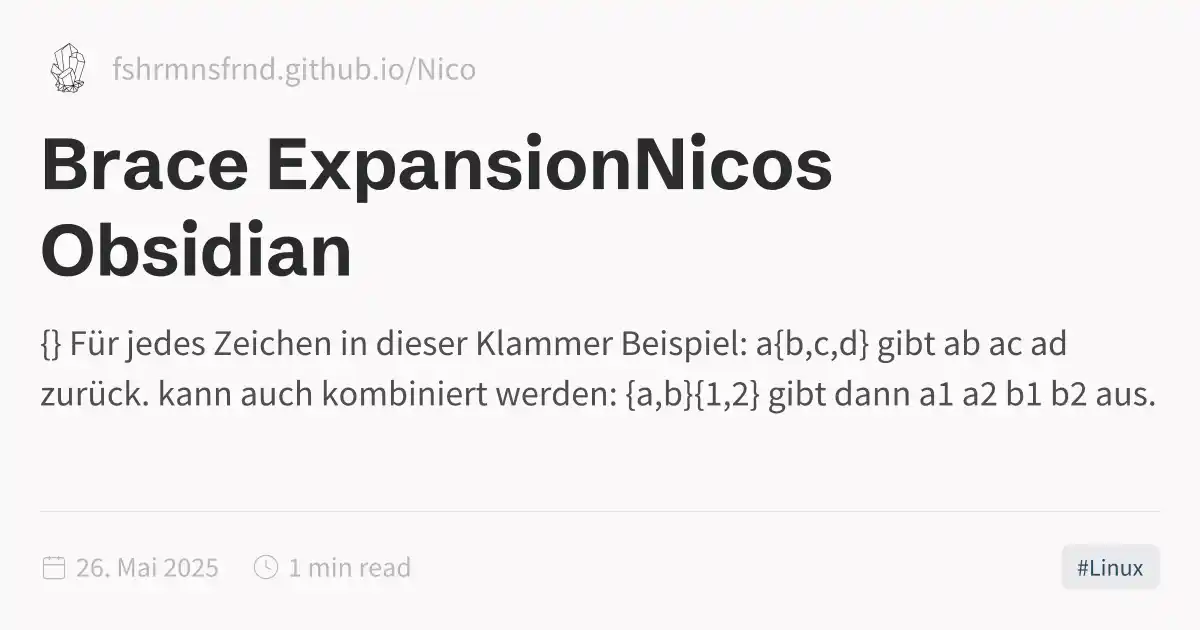 fshrmnsfrnd.github.io/Nico
Brace ExpansionNicos
Obsidian
{} Für jedes Zeichen in dieser Klammer Beispiel: a{b,c,d} gibt ab ac ad
zurück. kann auch kombiniert werden: {a,b}{1,2} gibt dann a1 a2 b1 b2 aus.
26. Mai 2025
1 min read
#Linux